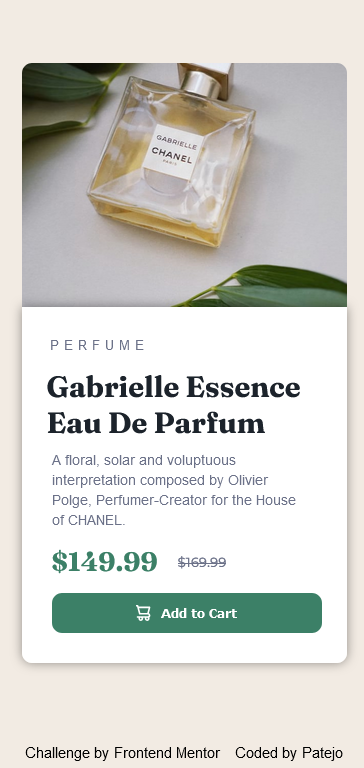 GABRIELLE
CHANEL
PARIS
PERFUME
Gabrielle Essence
Eau De Parfum
A floral, solar and voluptuous
interpretation composed by Olivier
Polge, Perfumer-Creator for the House
of CHANEL.
$149.99 $169.99
Add to Cart
Challenge by Frontend Mentor Coded by Patejo